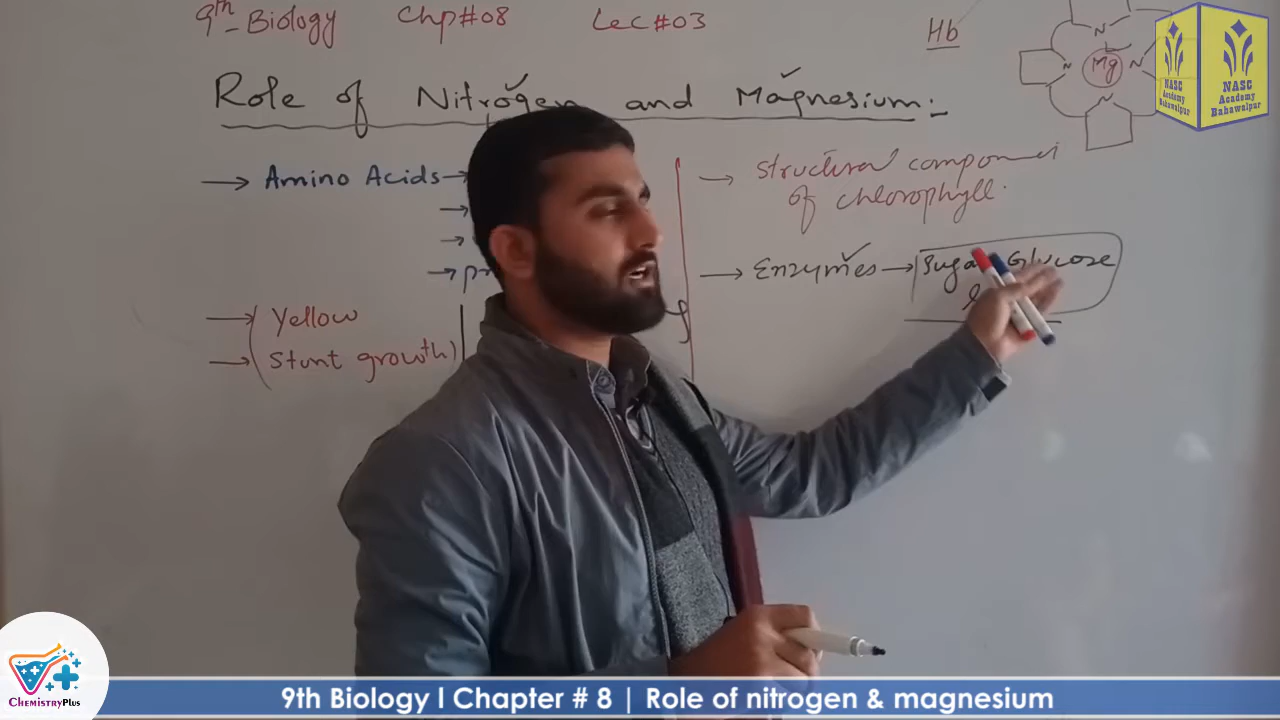 9th Biology Chp#08 Lec#03
Hb
Role of Nitrogen and Magnesium:-
N
N
Mg
N
N
NASC
Academy
Bahawalpur
NASC
Academy
Bahawalpur
→ Amino Acids →
→
→
→ pr
→ Yellow
→ Stunt growth
→ Structural component
of chlorophyll.
→ Enzymes → Sugar Glucose
ChemistryPlus
9th Biology l Chapter # 8 | Role of nitrogen & magnesium